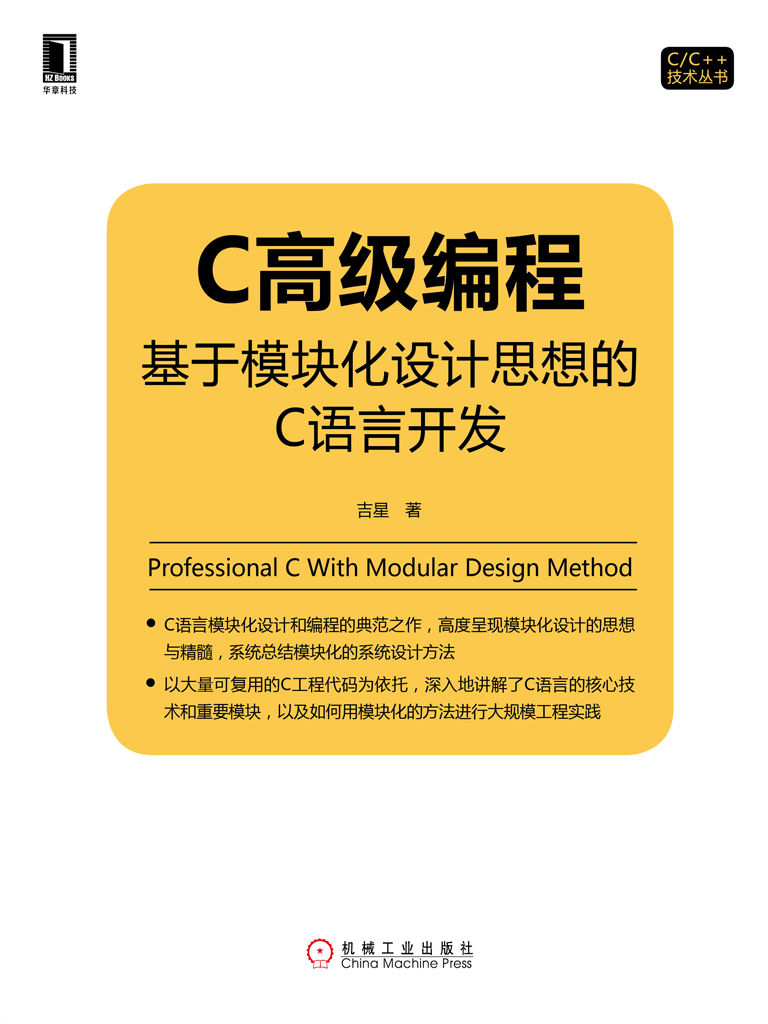 HZ BOOKS
华章科技
C/C++
技术丛书
C高级编程
基于模块化设计思想的
C语言开发
吉星 著
Professional C With Modular Design Method
● C语言模块化设计和编程的典范之作，高度呈现模块化设计的思想
与精髓，系统总结模块化的系统设计方法
● 以大量可复用的C工程代码为依托，深入地讲解了C语言的核心技
术和重要模块，以及如何用模块化的方法进行大规模工程实践
机械工业出版社
China Machine Press